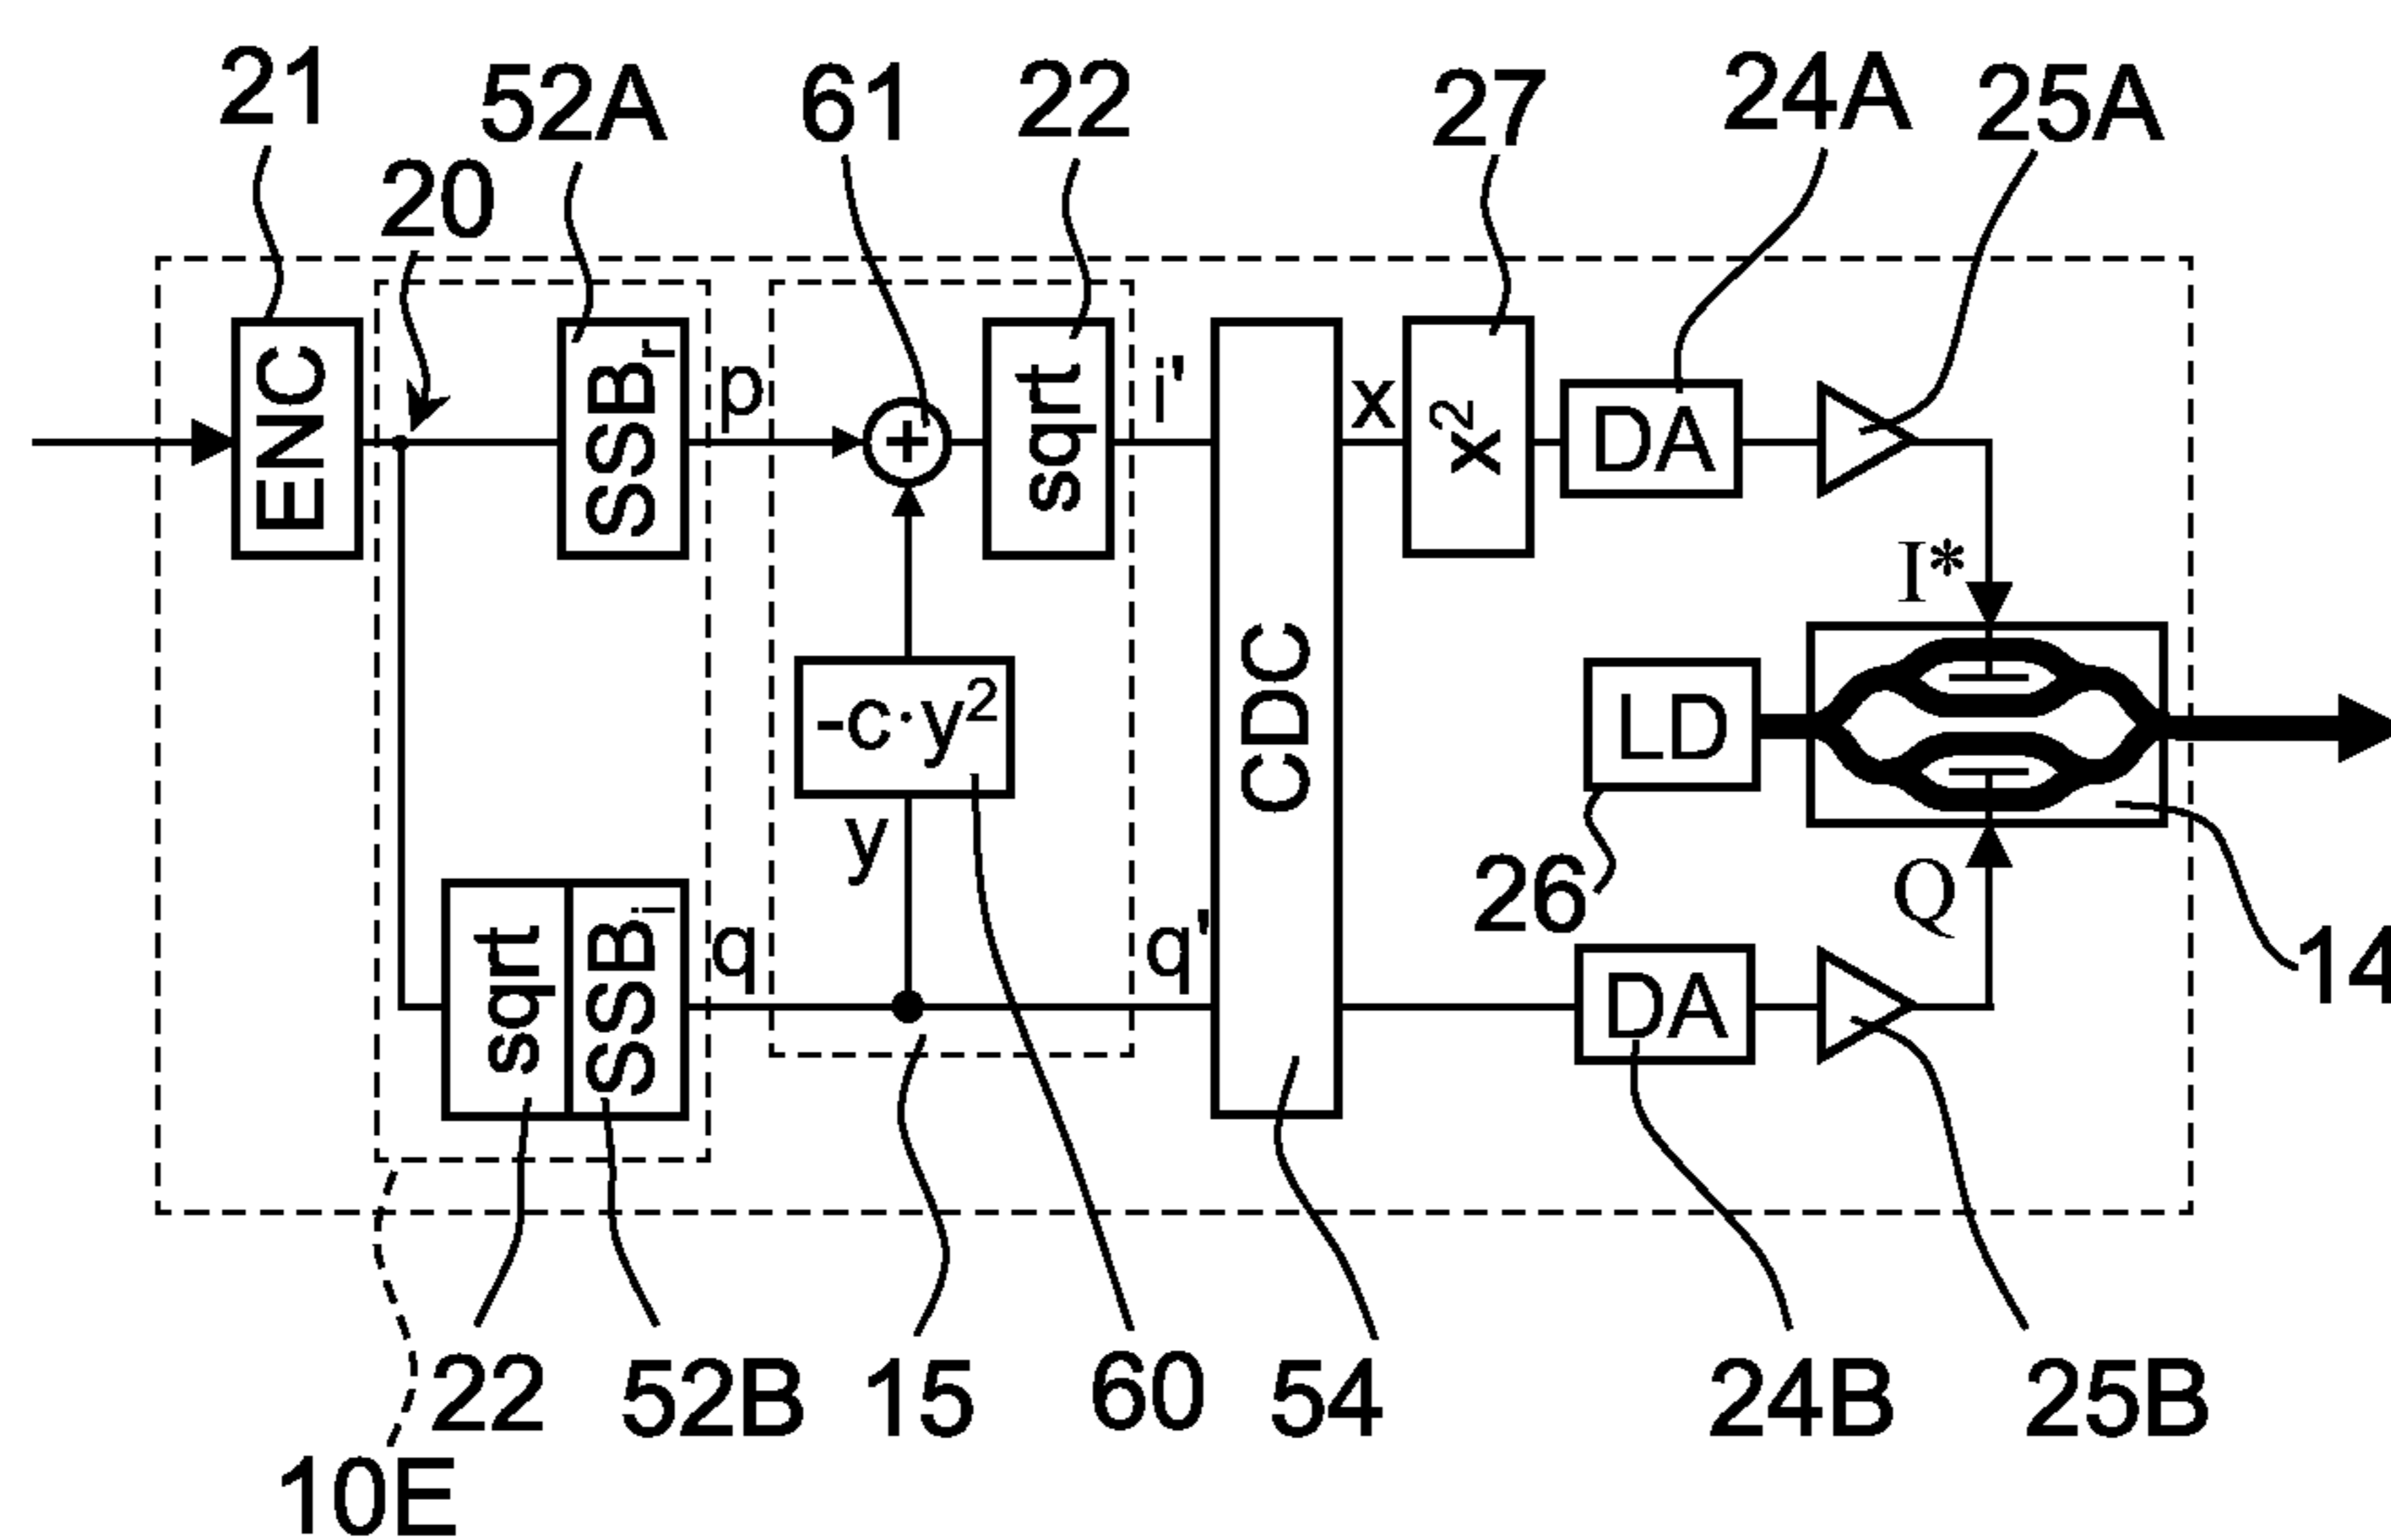 21
52A
61
22
27
24A
25A
20
ENC
SSBr
p
+
sqrt
i'
x
x²
DA
I*
CDC
-c·y²
LD
y
26
Q
14
sqrt
SSBi
q
q'
DA
22
52B
15
60
54
24B
25B
10E